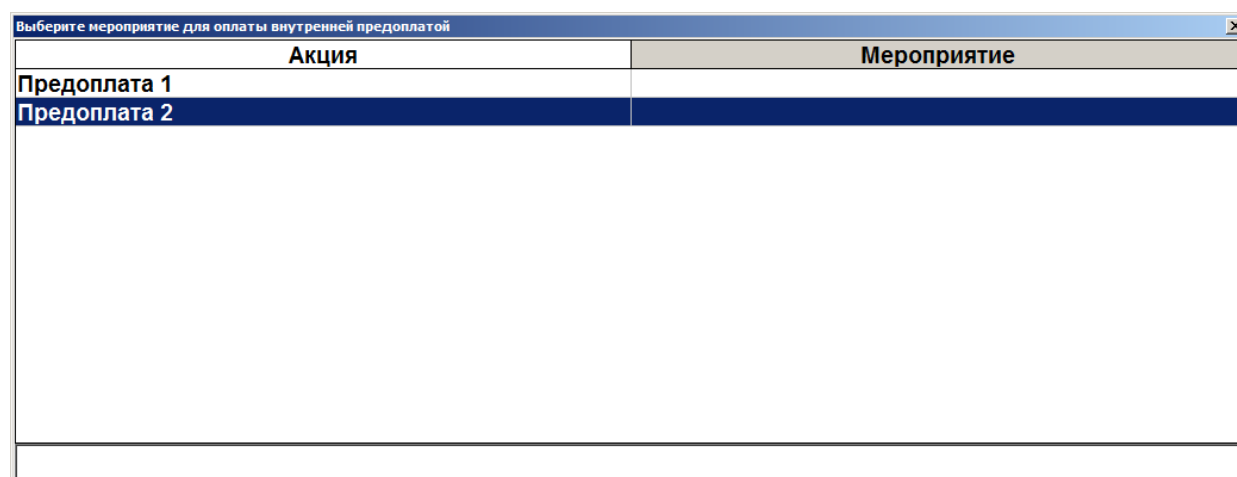 Выберите мероприятие для оплаты внутренней предоплатой
Акция Мероприятие
Предоплата 1
Предоплата 2